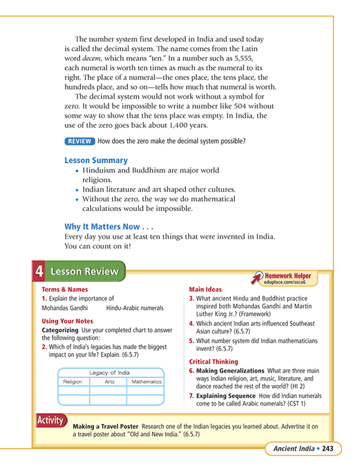 The number system first developed in India and used today
is called the decimal system. The name comes from the Latin
word decem, which means “ten.” In a number such as 5,555,
each numeral is worth ten times as much as the numeral to its
right. The place of a numeral—the ones place, the tens place, the
hundreds place, and so on—tells how much that numeral is worth.
The decimal system would not work without a symbol for
zero. It would be impossible to write a number like 504 without
some way to show that the tens place was empty. In India, the
use of the zero goes back about 1,400 years.
REVIEW How does the zero make the decimal system possible?
Lesson Summary
• Hinduism and Buddhism are major world
religions.
• Indian literature and art shaped other cultures.
• Without the zero, the way we do mathematical
calculations would be impossible.
Why It Matters Now . . .
Every day you use at least ten things that were invented in India.
You can count on it!
4 Lesson Review
Homework Helper
eduplace.com/ssca6
Terms & Names
1. Explain the importance of
Mohandas Gandhi Hindu-Arabic numerals
Using Your Notes
Categorizing Use your completed chart to answer
the following question:
2. Which of India’s legacies has made the biggest
impact on your life? Explain. (6.5.7)
Legacy of India
Religion Arts Mathematics
Main Ideas
3. What ancient Hindu and Buddhist practice
inspired both Mohandas Gandhi and Martin
Luther King Jr.? (Framework)
4. Which ancient Indian arts influenced Southeast
Asian culture? (6.5.7)
5. What number system did Indian mathematicians
invent? (6.5.7)
Critical Thinking
6. Making Generalizations What are three main
ways Indian religion, art, music, literature, and
dance reached the rest of the world? (HI 2)
7. Explaining Sequence How did Indian numerals
come to be called Arabic numerals? (CST 1)
Activity
Making a Travel Poster Research one of the Indian legacies you learned about. Advertise it on
a travel poster about “Old and New India.” (6.5.7)
Ancient India • 243